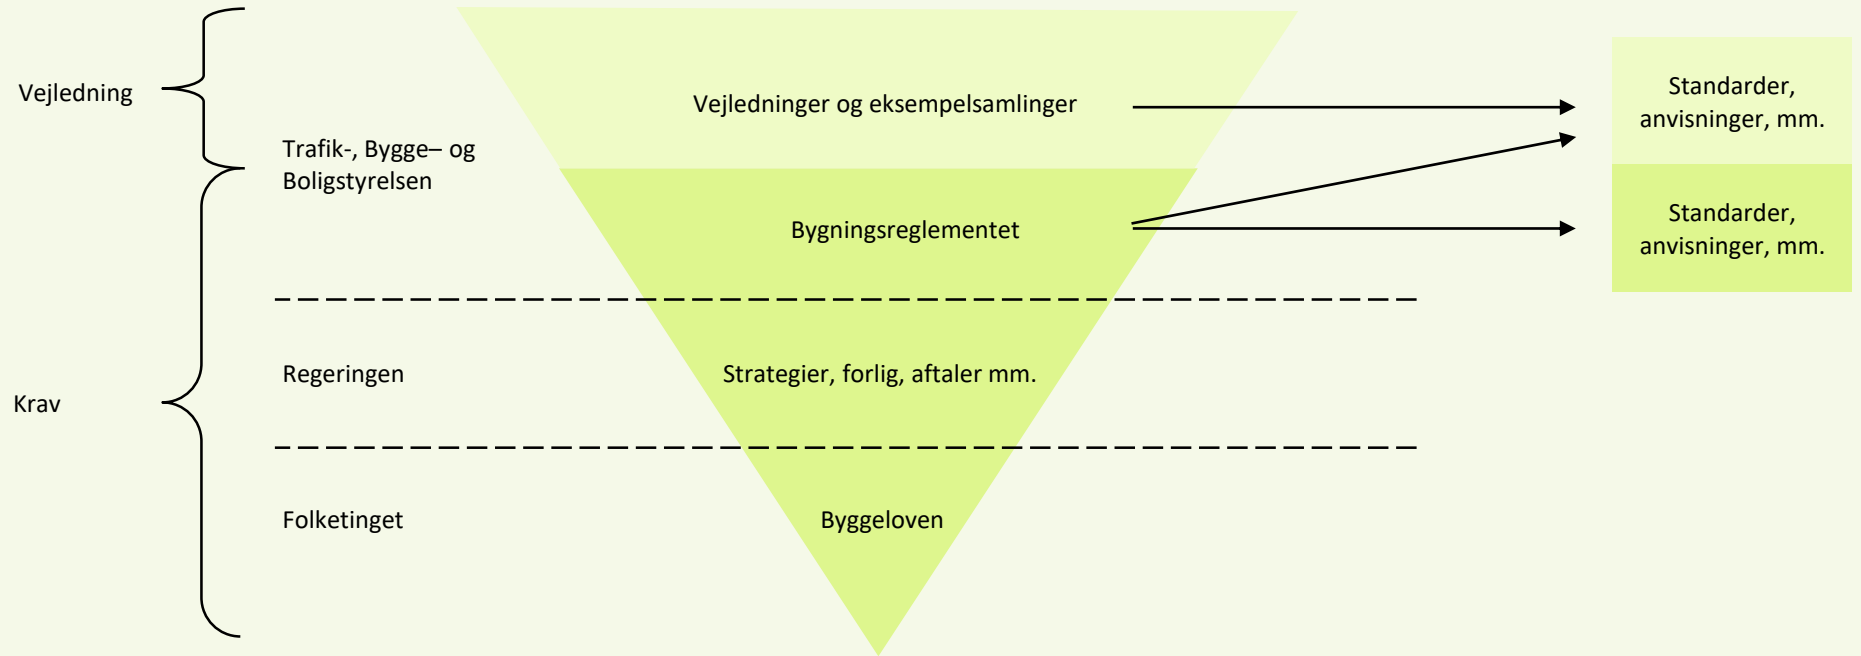 Vejledning
Trafik-, Bygge– og
Boligstyrelsen
Vejledninger og eksempelsamlinger
Standarder,
anvisninger, mm.
Bygningsreglementet
Standarder,
anvisninger, mm.
Krav
Regeringen
Strategier, forlig, aftaler mm.
Folketinget
Byggeloven